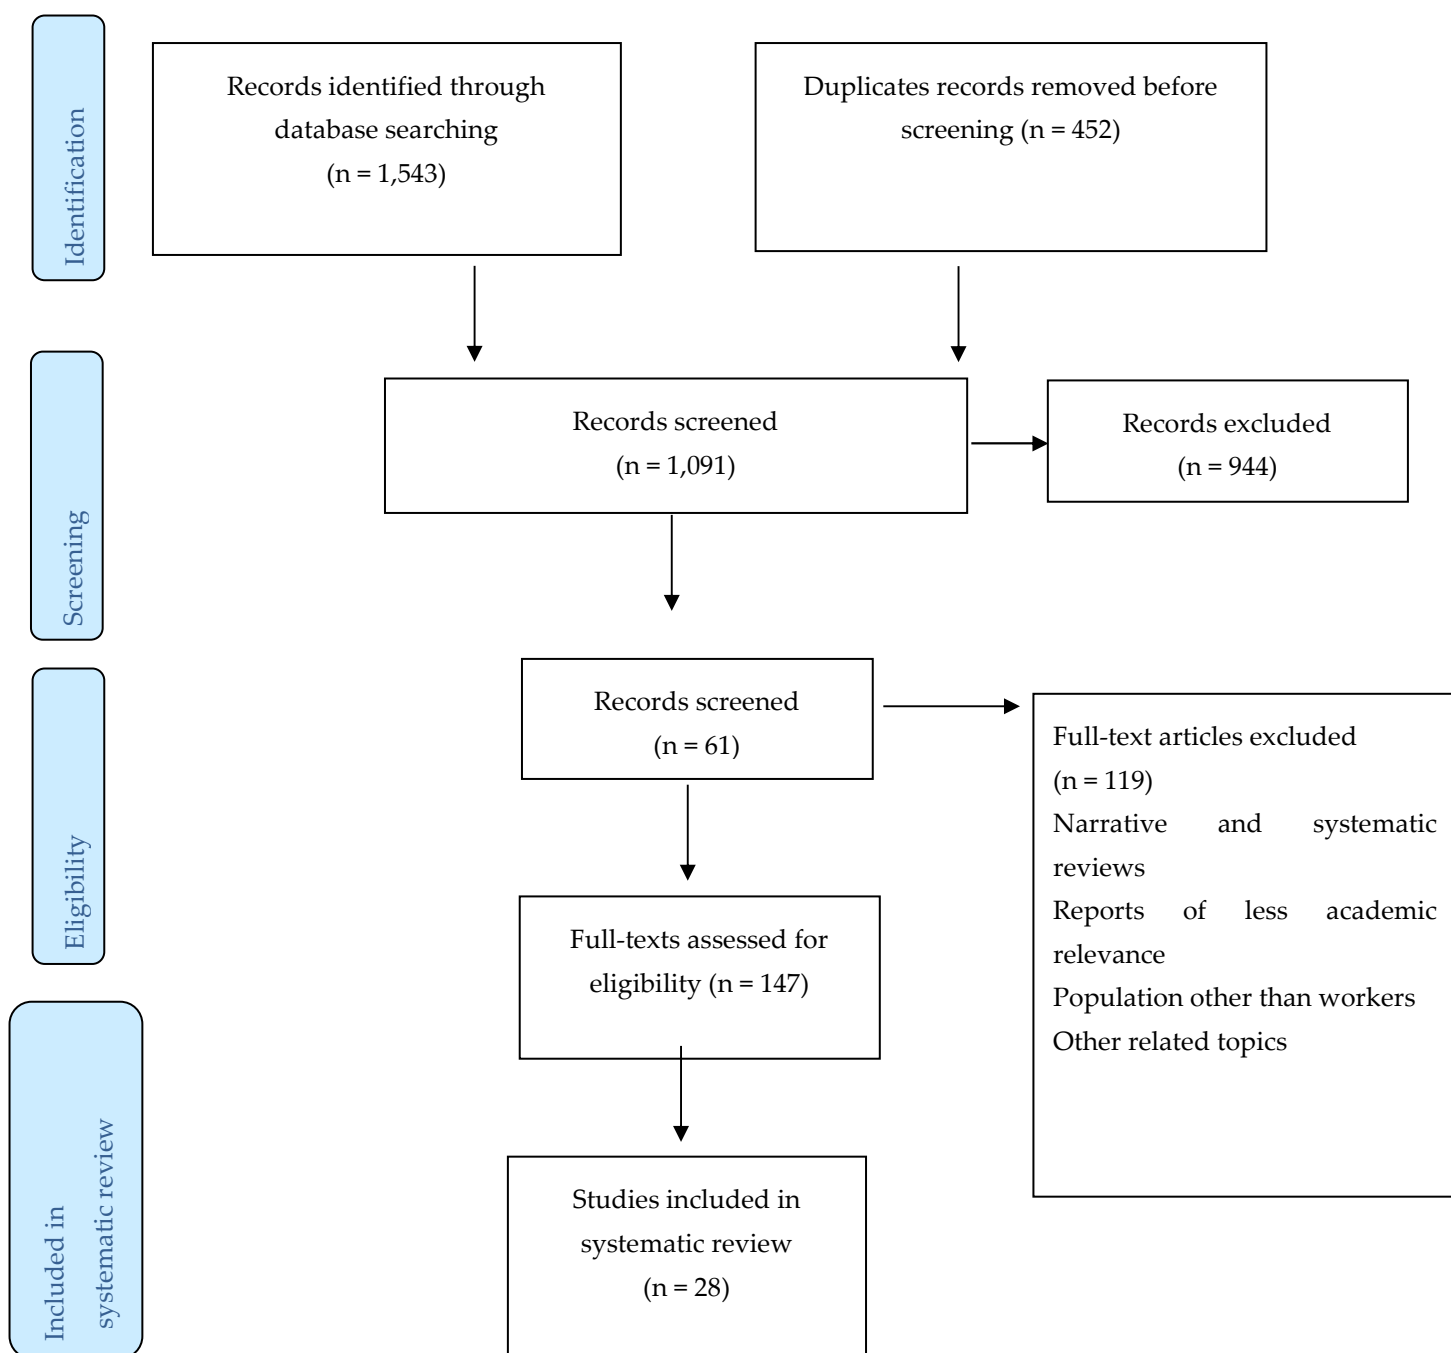 Identification
Records identified through
database searching
(n = 1,543)
Duplicates records removed before
screening (n = 452)
Screening
Records screened
(n = 1,091)
Records excluded
(n = 944)
Eligibility
Records screened
(n = 61)
Full-text articles excluded
(n = 119)
Narrative and systematic
reviews
Reports of less academic
relevance
Population other than workers
Other related topics
Full-texts assessed for
eligibility (n = 147)
Included in
systematic review
Studies included in
systematic review
(n = 28)